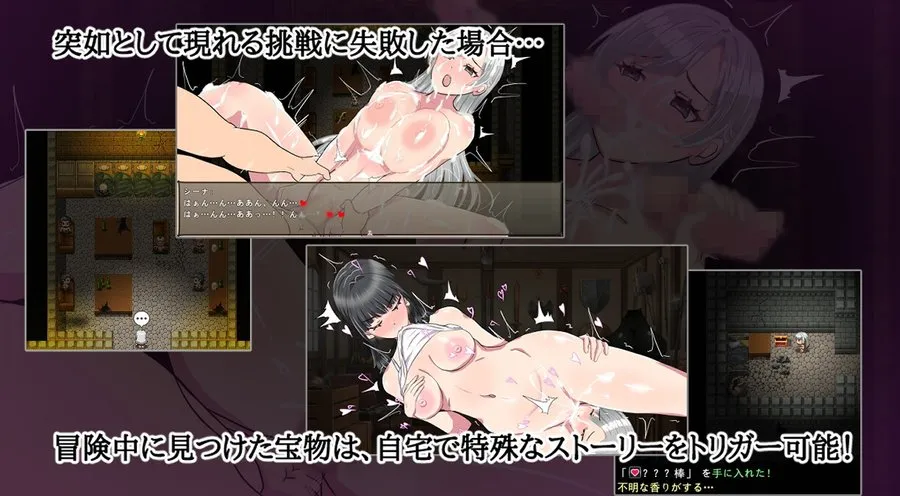 突如として現れる挑戦に失敗した場合…
シーナ:
はぁん…ん…ああん、んん…♥
はぁ…んん…ああっ…！！ん
冒険中に見つけた宝物は、自宅で特殊なストーリーをトリガー可能！
「💟？？？棒」 を手に入れた！
不明な香りがする…